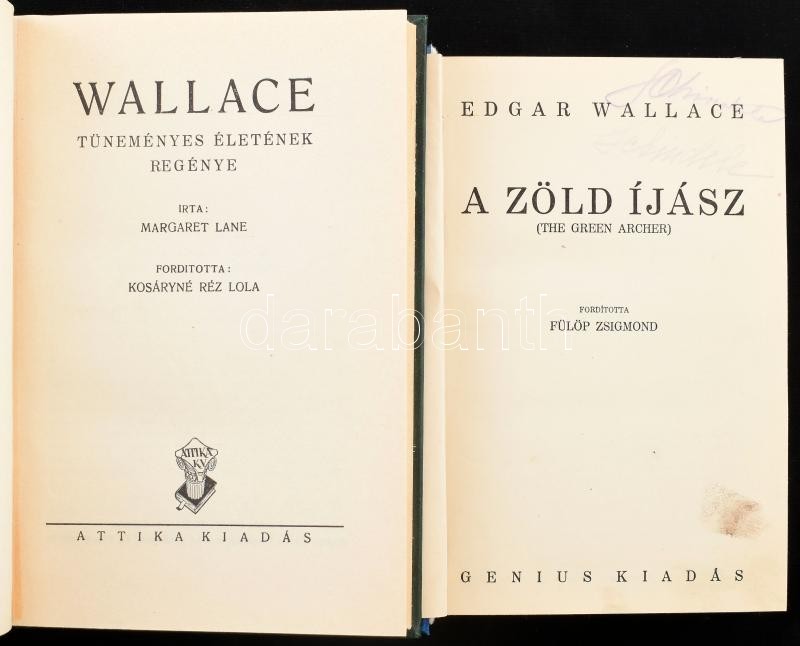 WALLACE
TÜNEMÉNYES ÉLETÉNEK
REGÉNYE
IRTA:
MARGARET LANE
FORDITOTTA:
KOSÁRYNÉ RÉZ LOLA
ATTIKA
KV
ATTIKA KIADÁS
EDGAR WALLACE
A ZÖLD ÍJÁSZ
(THE GREEN ARCHER)
FORDÍTOTTA
FÜLÖP ZSIGMOND
GENIUS KIADÁS
darabanth